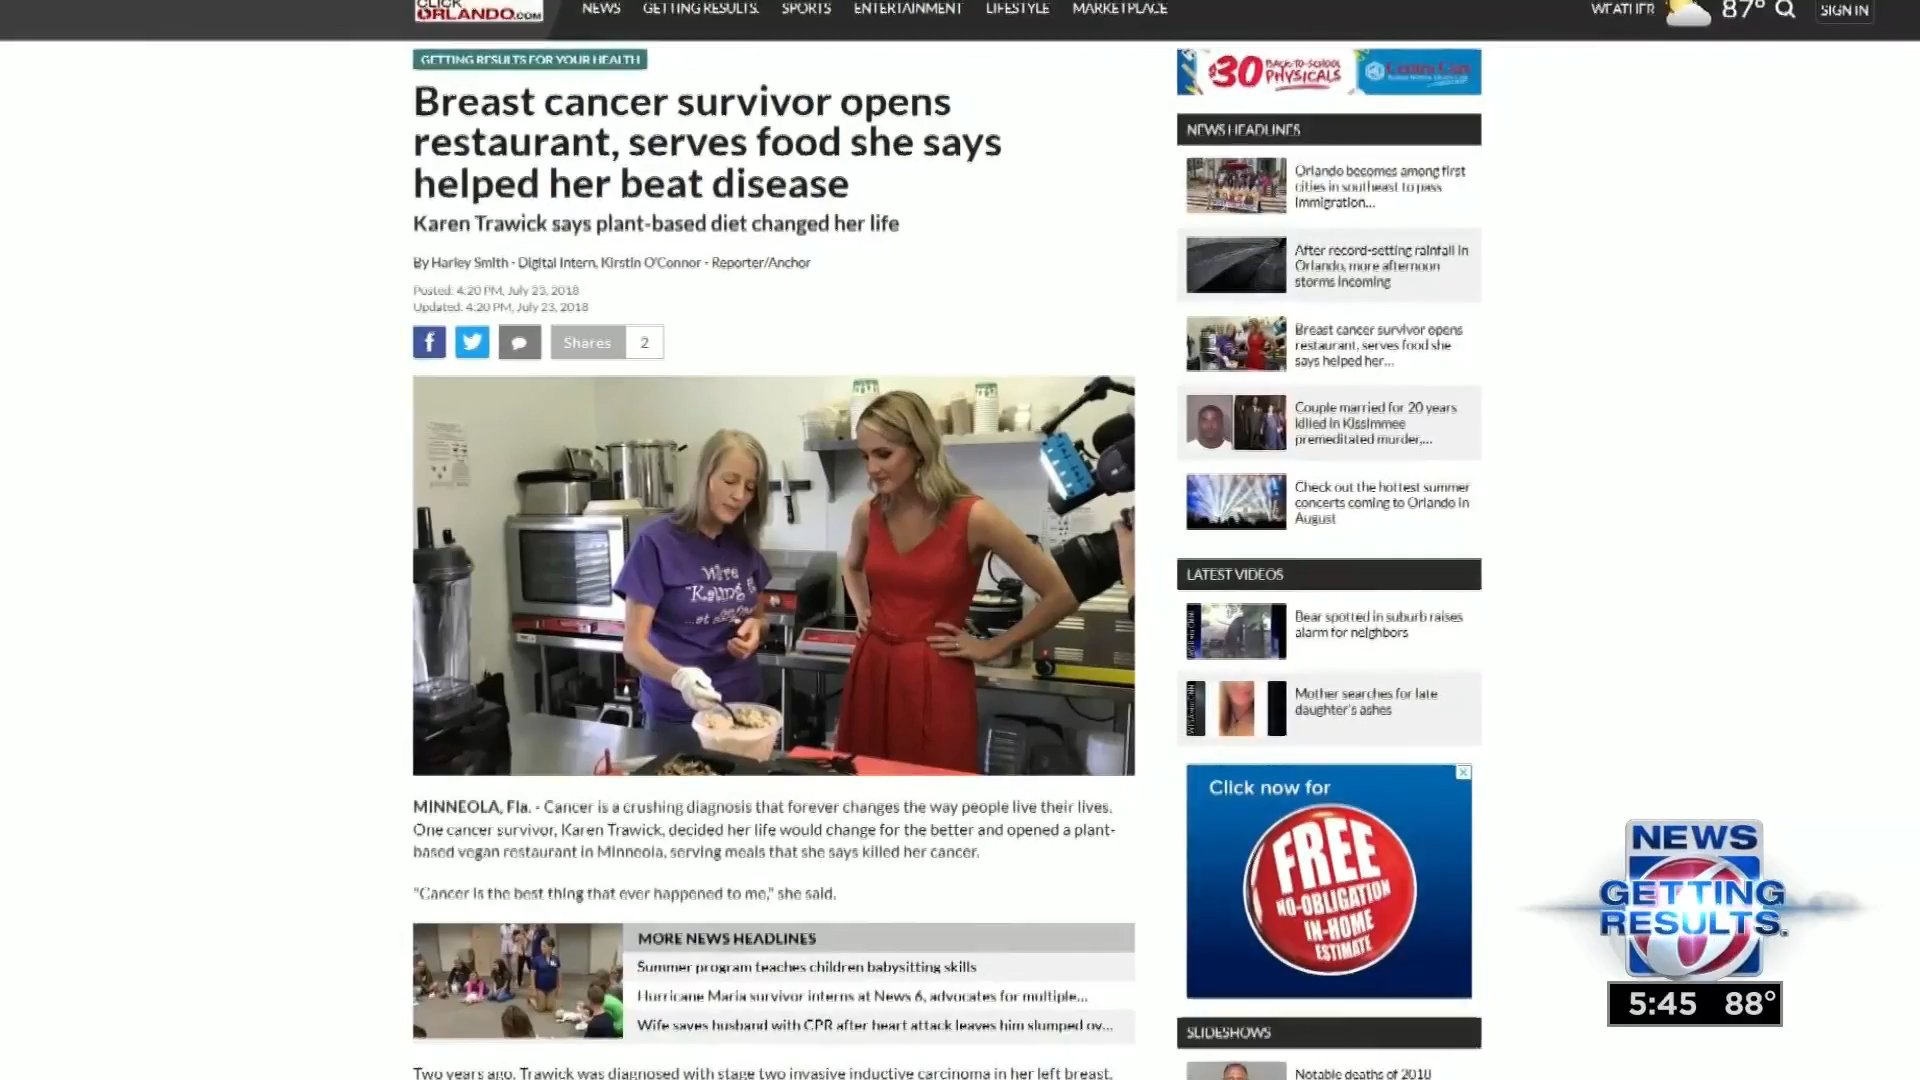 CLICK
ORLANDO.COM
NEWS GETTING RESULTS. SPORTS ENTERTAINMENT LIFESTYLE MARKETPLACE
WEATHER 87° SIGN IN
GETTING RESULTS FOR YOUR HEALTH
Breast cancer survivor opens
restaurant, serves food she says
helped her beat disease
Karen Trawick says plant-based diet changed her life
By Harley Smith - Digital Intern, Kirstin O'Connor - Reporter/Anchor
Posted: 4:20 PM, July 23, 2018
Updated: 4:20 PM, July 23, 2018
f
Shares 2
We're
Kaling
...at
MINNEOLA, Fla. - Cancer is a crushing diagnosis that forever changes the way people live their lives.
One cancer survivor, Karen Trawick, decided her life would change for the better and opened a plant-
based vegan restaurant in Minneola, serving meals that she says killed her cancer.
"Cancer is the best thing that ever happened to me," she said.
MORE NEWS HEADLINES
Summer program teaches children babysitting skills
Hurricane Maria survivor interns at News 6, advocates for multiple...
Wife saves husband with CPR after heart attack leaves him slumped ov...
Two years ago, Trawick was diagnosed with stage two invasive inductive carcinoma in her left breast.
$30 BACK-TO-SCHOOL
PHYSICALS
NEWS HEADLINES
Orlando becomes among first
cities in southeast to pass
immigration...
After record-setting rainfall in
Orlando, more afternoon
storms incoming
Breast cancer survivor opens
restaurant, serves food she
says helped her...
Couple married for 20 years
killed in Kissimmee
premeditated murder,...
Check out the hottest summer
concerts coming to Orlando in
August
LATEST VIDEOS
Bear spotted in suburb raises
alarm for neighbors
Mother searches for late
daughter's ashes
Click now for
FREE
NO-OBLIGATION
IN-HOME
ESTIMATE
SLIDESHOWS
Notable deaths of 2018
NEWS
GETTING
RESULTS.
6
5:45 88°